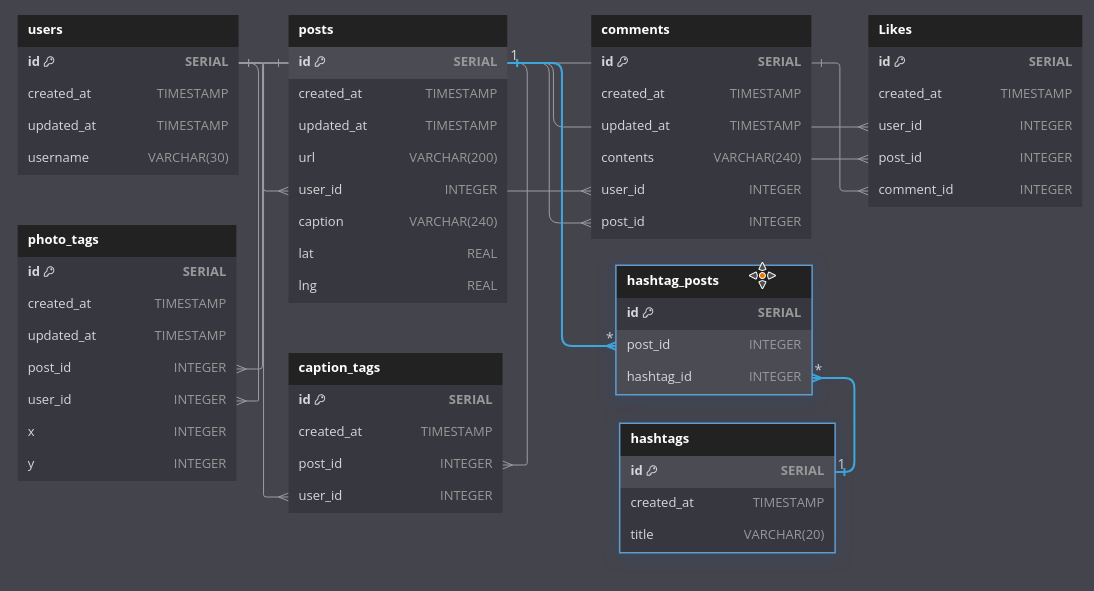 users
id SERIAL
created_at TIMESTAMP
updated_at TIMESTAMP
username VARCHAR(30)
posts
id SERIAL
created_at TIMESTAMP
updated_at TIMESTAMP
url VARCHAR(200)
user_id INTEGER
caption VARCHAR(240)
lat REAL
lng REAL
1
comments
id SERIAL
created_at TIMESTAMP
updated_at TIMESTAMP
contents VARCHAR(240)
user_id INTEGER
post_id INTEGER
Likes
id SERIAL
created_at TIMESTAMP
user_id INTEGER
post_id INTEGER
comment_id INTEGER
photo_tags
id SERIAL
created_at TIMESTAMP
updated_at TIMESTAMP
post_id INTEGER
user_id INTEGER
x INTEGER
y INTEGER
caption_tags
id SERIAL
created_at TIMESTAMP
post_id INTEGER
user_id INTEGER
hashtag_posts
id SERIAL
* post_id INTEGER
hashtag_id INTEGER *
hashtags
id SERIAL 1
created_at TIMESTAMP
title VARCHAR(20)